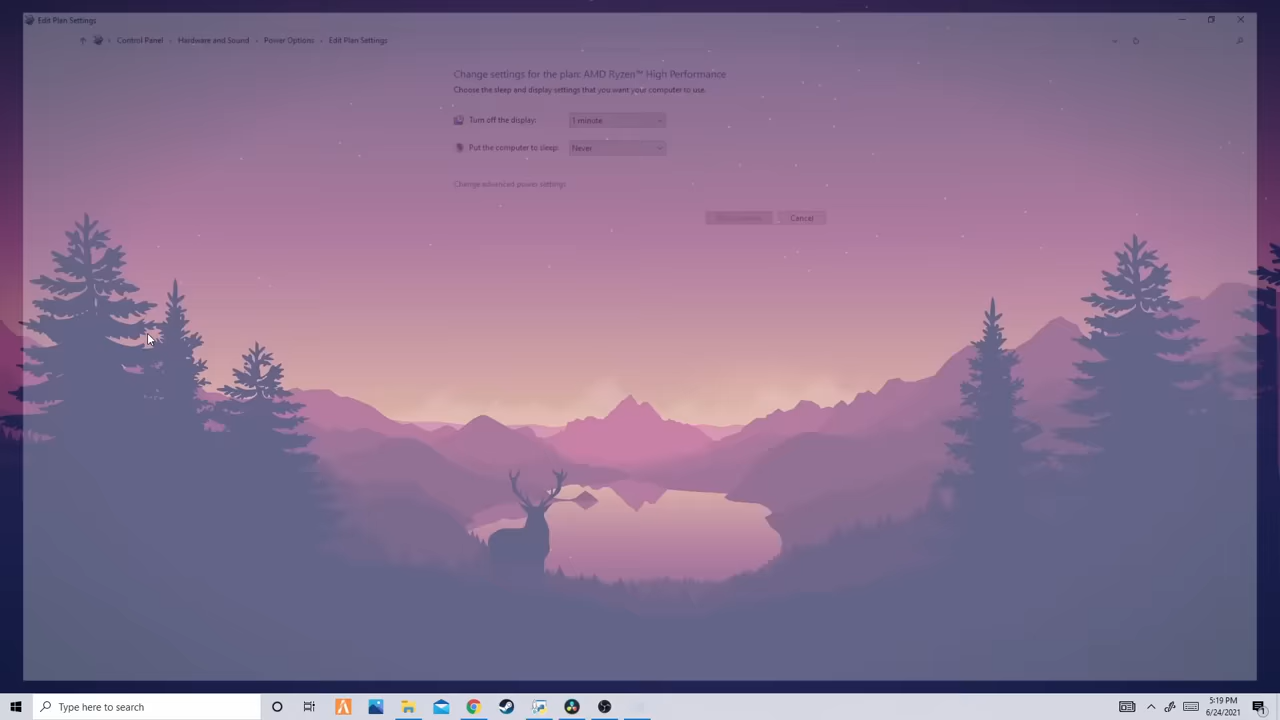 Edit Plan Settings
Control Panel › Hardware and Sound › Power Options › Edit Plan Settings
Change settings for the plan: AMD Ryzen™ High Performance
Choose the sleep and display settings that you want your computer to use.
Turn off the display: 1 minute
Put the computer to sleep: Never
Change advanced power settings
Cancel
Type here to search
5:19 PM
6/24/2021
1